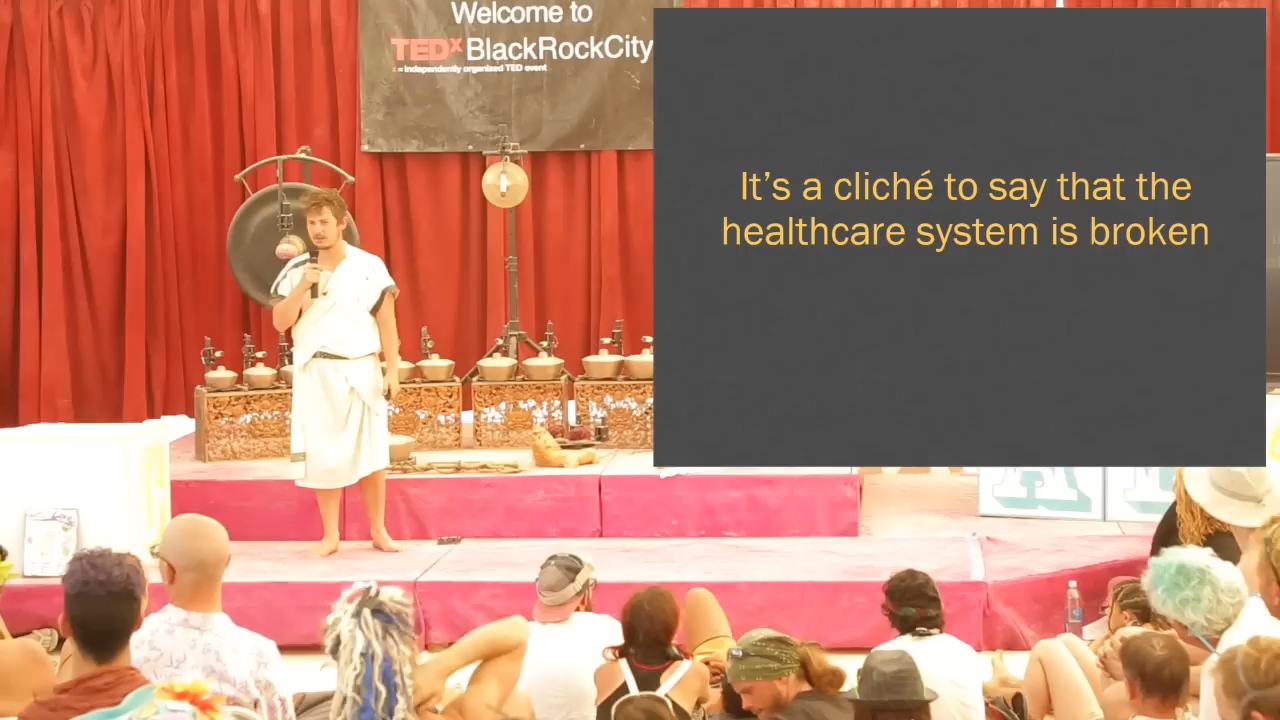 Welcome to
TEDx BlackRockCity
x = independently organized TED event
It’s a cliché to say that the
healthcare system is broken
A